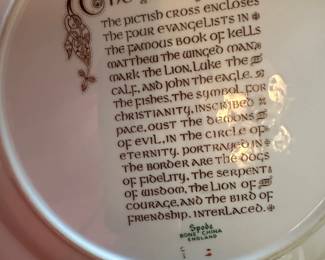 The
the pictish cross encloses
the four evangelists in
the famous book of kells
matthew the winged man
mark the lion, luke the
calf, and john the eagle.
the fishes, the symbol for
christianity, inscribed
pace, oust the demons
of evil, in the circle of
eternity. portrayed in
the border are the dogs
of fidelity, the serpent
of wisdom, the lion of
courage, and the bird of
friendship. interlaced.
Spode
BONE CHINA
ENGLAND